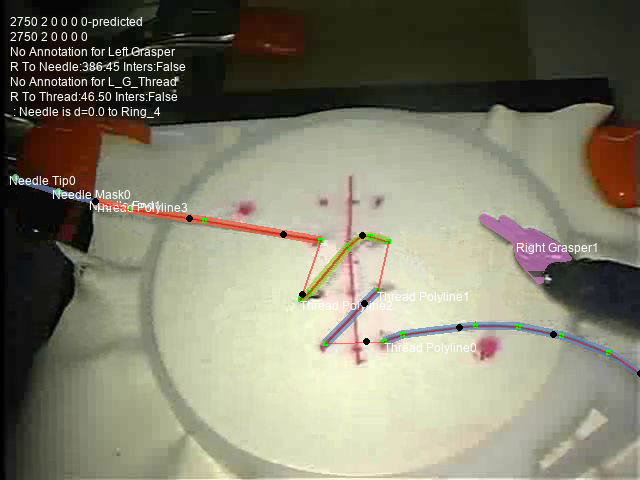 2750 2 0 0 0 0-predicted
2750 2 0 0 0 0
No Annotation for Left Grasper
R To Needle:386.45 Inters:False
No Annotation for L_G_Thread
R To Thread:46.50 Inters:False
: Needle is d=0.0 to Ring_4
Needle Tip0
Needle Mask0
Thread Polyline3
Right Grasper1
Thread Polyline1
Thread Polyline2
Thread Polyline0